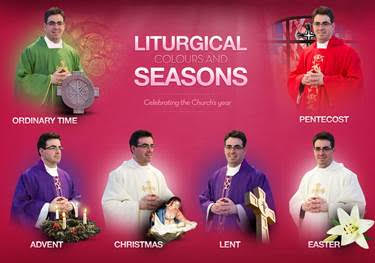 LITURGICAL
COLOURS AND
SEASONS
Celebrating the Church's year
ORDINARY TIME
PENTECOST
ADVENT
CHRISTMAS
LENT
EASTER